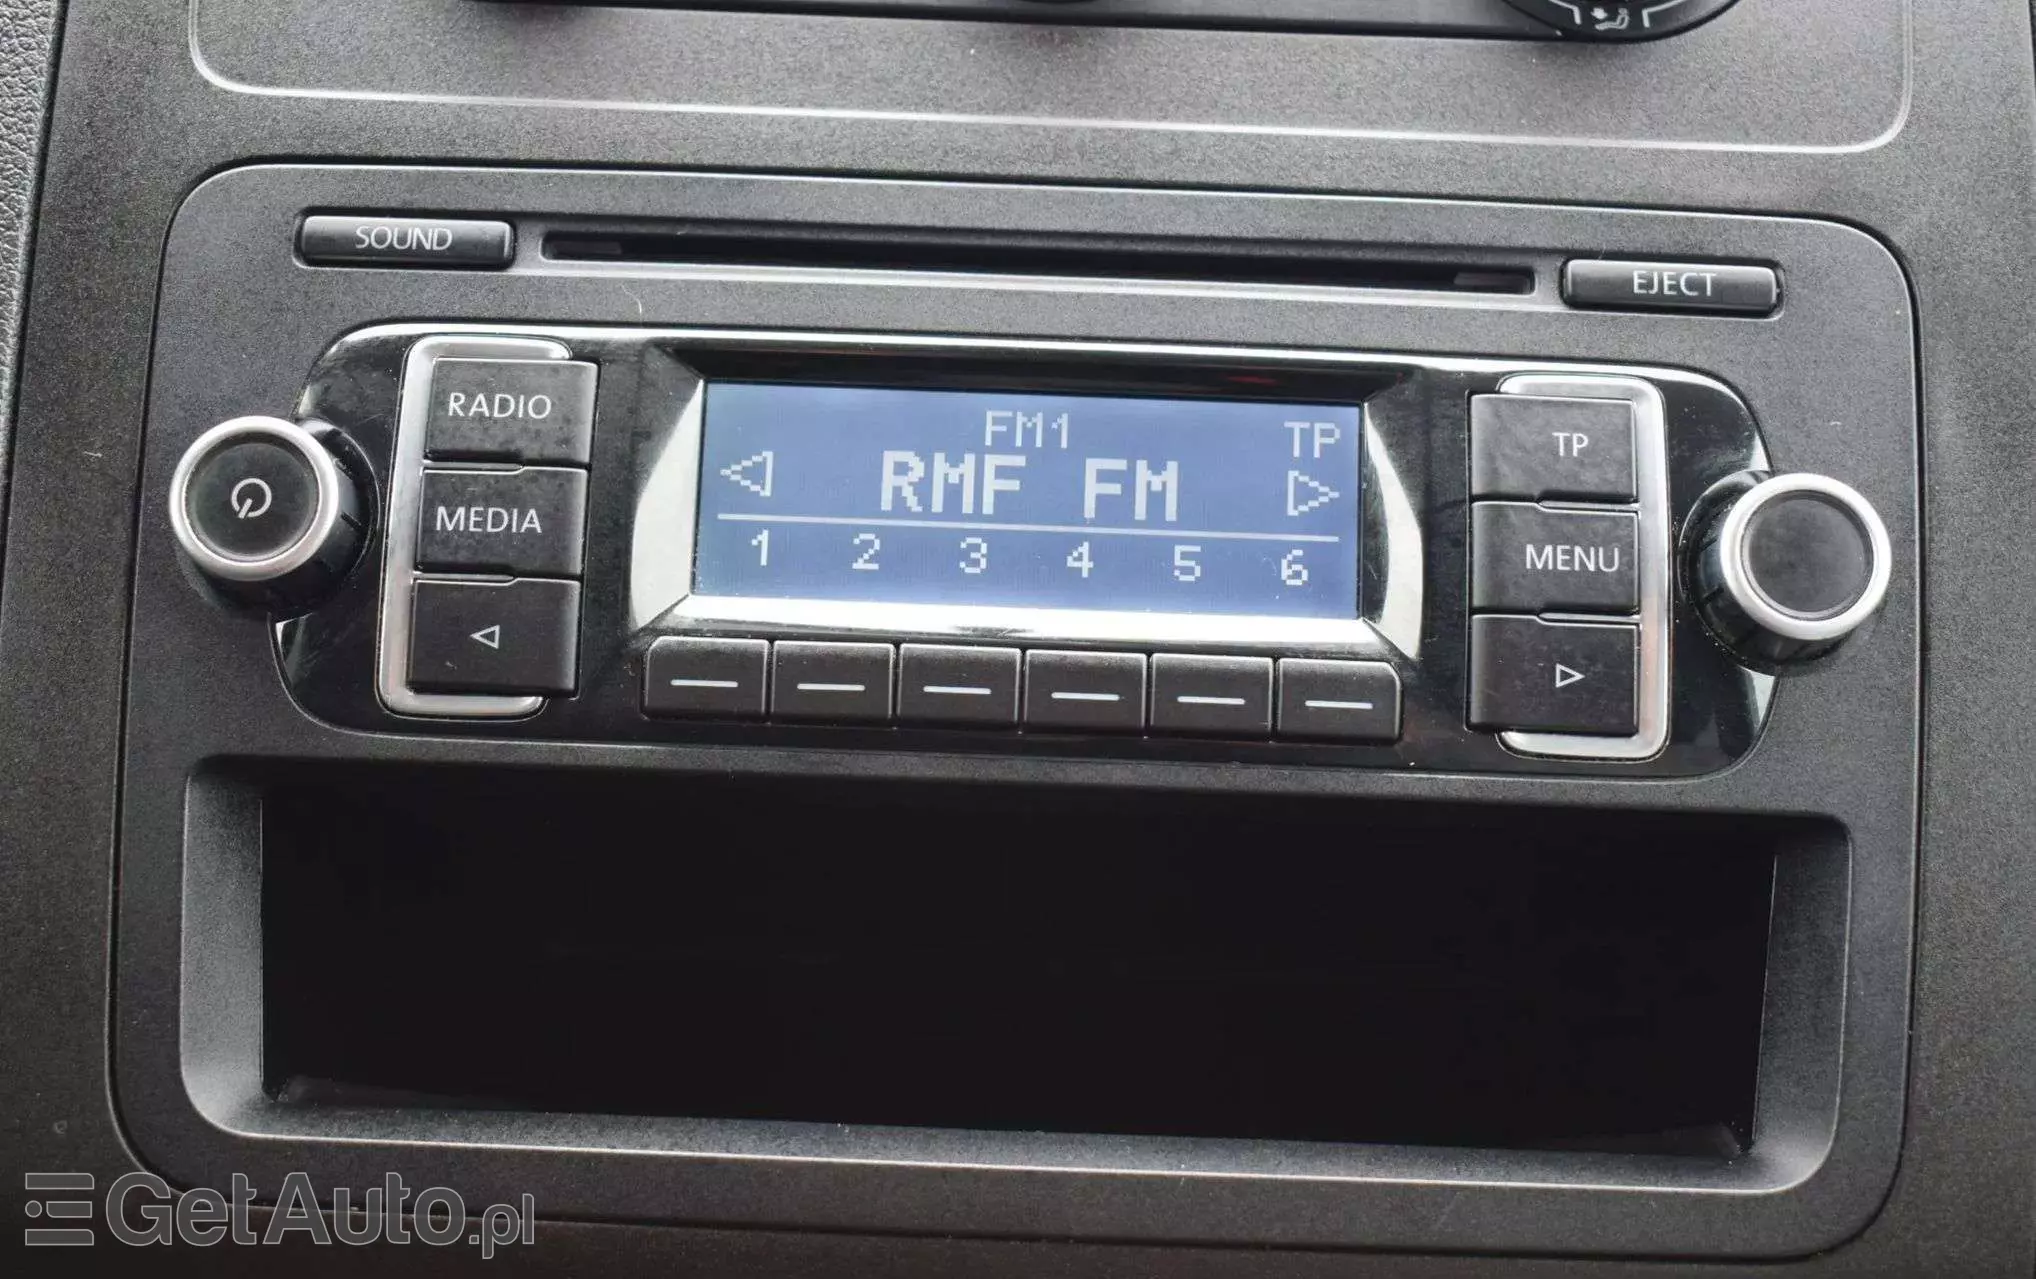 SOUND
EJECT
RADIO
MEDIA
FM1
TP
RMF FM
1 2 3 4 5 6
TP
MENU
GetAuto.pl